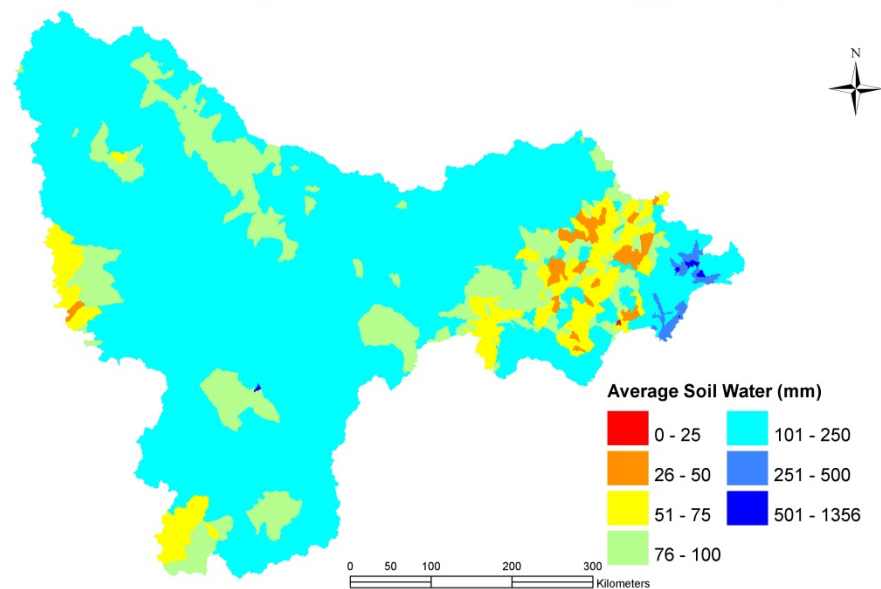 N
Average Soil Water (mm)
0 - 25
101 - 250
26 - 50
251 - 500
51 - 75
501 - 1356
76 - 100
0 50 100 200 300
Kilometers